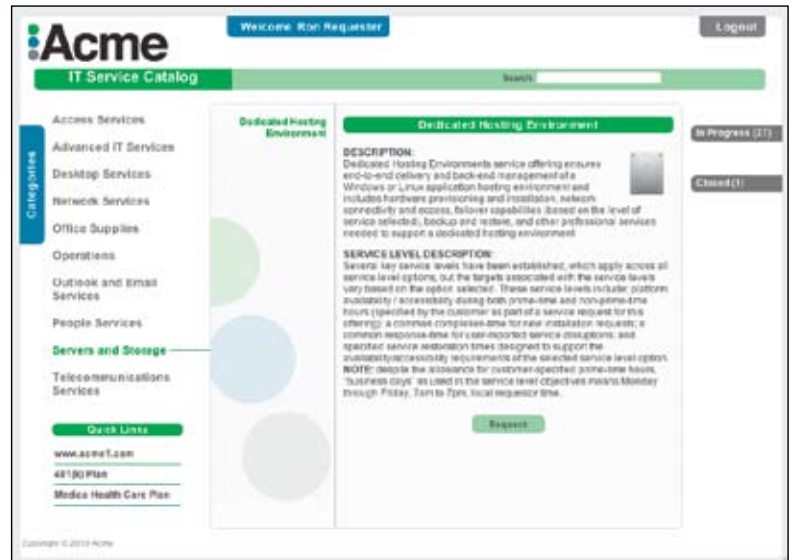 Acme
Welcome Ron Requester
Logout
IT Service Catalog
Search:
Categories
Access Services
Advanced IT Services
Desktop Services
Network Services
Office Supplies
Operations
Outlook and Email
Services
People Services
Servers and Storage
Telecommunications
Services
Quick Links
www.acme1.com
401(k) Plan
Medica Health Care Plan
Dedicated Hosting
Environment
Dedicated Hosting Environment
DESCRIPTION:
Dedicated Hosting Environments service offering ensures
end-to-end delivery and back-end management of a
Windows or Linux application hosting environment and
includes hardware provisioning and installation, network
connectivity and access, failover capabilities (based on the level of
service selected), backup and restore, and other professional services
needed to support a dedicated hosting environment
SERVICE LEVEL DESCRIPTION:
Several key service levels have been established, which apply across all
service level options, but the targets associated with the service levels
vary based on the option selected. These service levels include: platform
availability / accessibility during both prime-time and non-prime-time
hours (specified by the customer as part of a service request for this
offering); a common completion-time for new installation requests; a
common response-time for user-reported service disruptions; and
specified service restoration times designed to support the
availability/accessibility requirements of the selected service level option.
NOTE: despite the allowance for customer-specified prime-time hours,
"business days" as used in the service level objectives means Monday
through Friday, 7am to 7pm, local requestor time.
Request
In Progress (27)
Closed (1)
Copyright © 2010 Acme